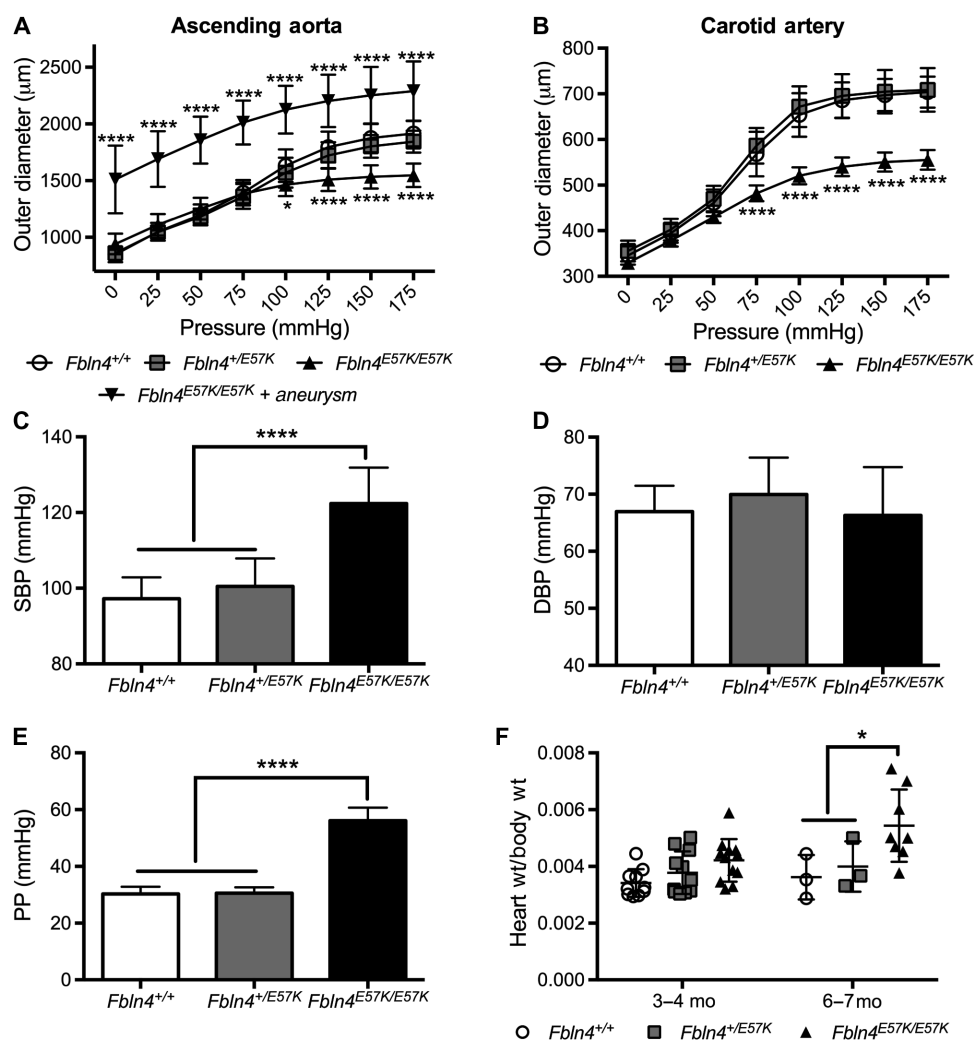 A Ascending aorta
Outer diameter (μm)
2500
2000
1500
1000
**** **** **** **** **** **** **** ****
* **** **** ****
0 25 50 75 100 125 150 175
Pressure (mmHg)
Fbln4+/+ Fbln4+/E57K Fbln4E57K/E57K
Fbln4E57K/E57K + aneurysm
B Carotid artery
Outer diameter (μm)
800
700
600
500
400
300
**** **** **** **** ****
0 25 50 75 100 125 150 175
Pressure (mmHg)
Fbln4+/+ Fbln4+/E57K Fbln4E57K/E57K
C
SBP (mmHg)
140
120
100
80
****
Fbln4+/+ Fbln4+/E57K Fbln4E57K/E57K
D
DBP (mmHg)
80
70
60
50
40
Fbln4+/+ Fbln4+/E57K Fbln4E57K/E57K
E
PP (mmHg)
80
60
40
20
0
****
Fbln4+/+ Fbln4+/E57K Fbln4E57K/E57K
F
Heart wt/body wt
0.008
0.006
0.004
0.002
0.000
*
3–4 mo 6–7mo
Fbln4+/+ Fbln4+/E57K Fbln4E57K/E57K